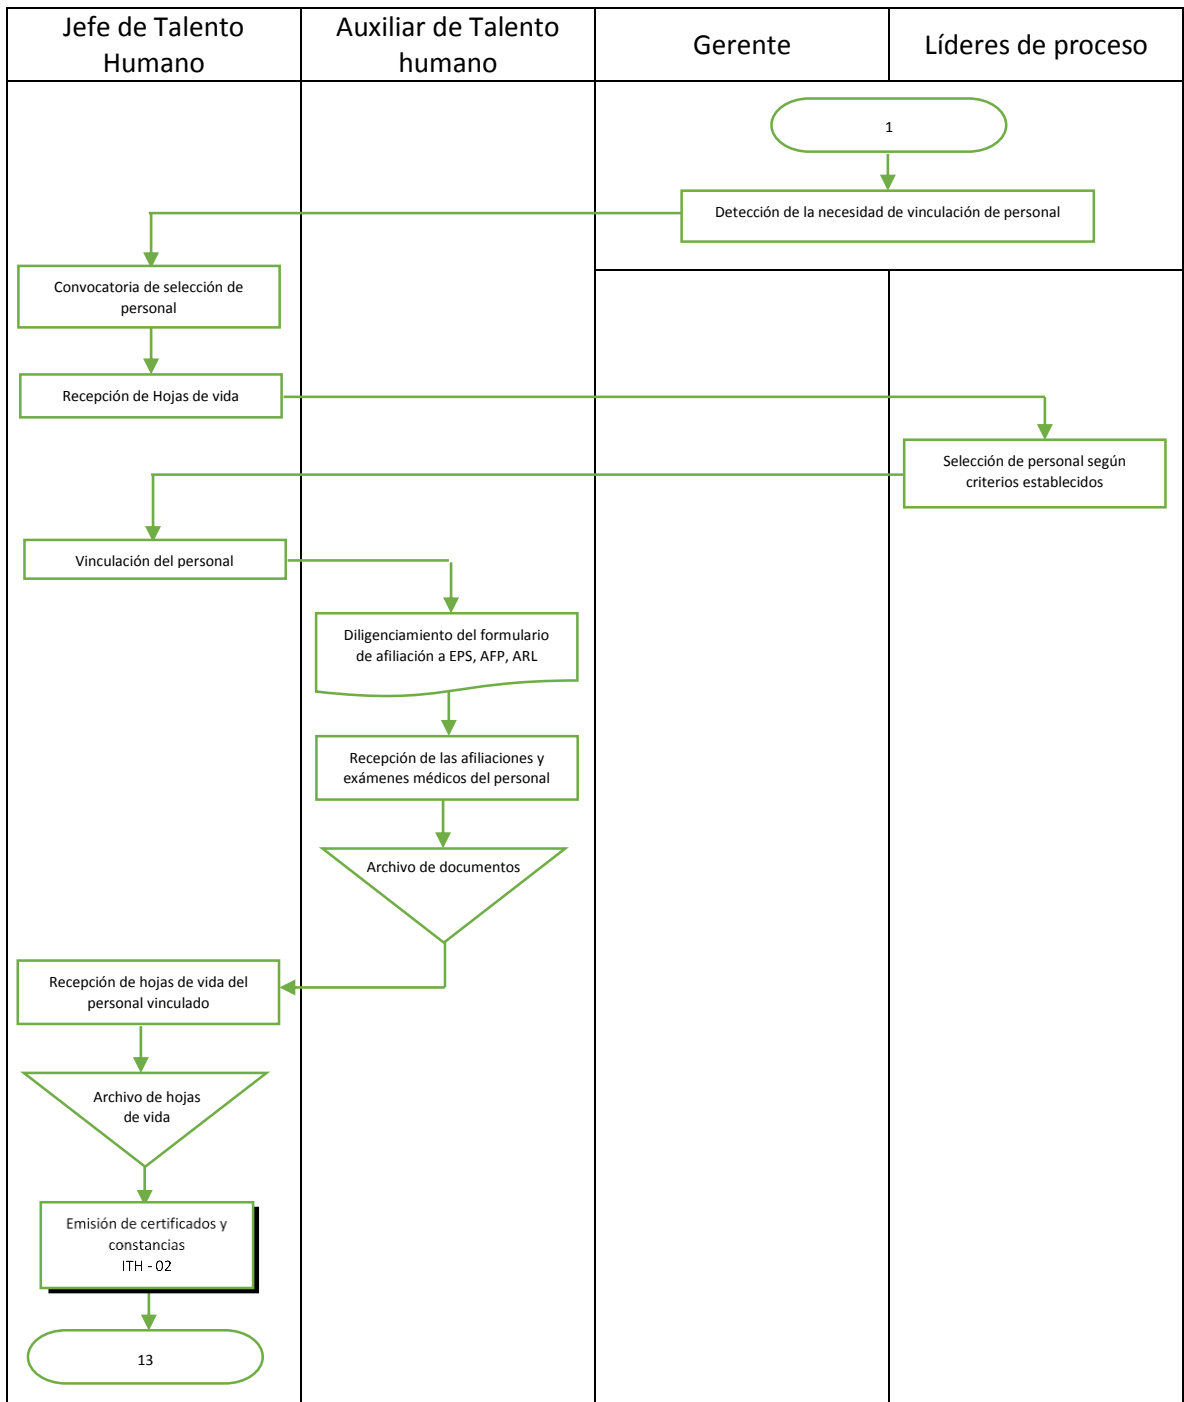 Jefe de Talento
Humano
Auxiliar de Talento
humano
Gerente
Líderes de proceso
1
Detección de la necesidad de vinculación de personal
Convocatoria de selección de
personal
Recepción de Hojas de vida
Selección de personal según
criterios establecidos
Vinculación del personal
Diligenciamiento del formulario
de afiliación a EPS, AFP, ARL
Recepción de las afiliaciones y
exámenes médicos del personal
Archivo de documentos
Recepción de hojas de vida del
personal vinculado
Archivo de hojas
de vida
Emisión de certificados y
constancias
ITH - 02
13